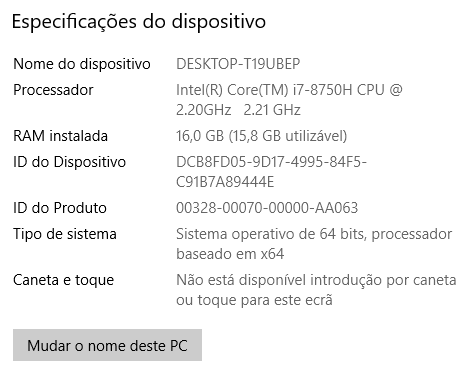 Especificações do dispositivo
Nome do dispositivo DESKTOP-T19UBEP
Processador Intel(R) Core(TM) i7-8750H CPU @
2.20GHz 2.21 GHz
RAM instalada 16,0 GB (15,8 GB utilizável)
ID do Dispositivo DCB8FD05-9D17-4995-84F5-
C91B7A89444E
ID do Produto 00328-00070-00000-AA063
Tipo de sistema Sistema operativo de 64 bits, processador
baseado em x64
Caneta e toque Não está disponível introdução por caneta
ou toque para este ecrã
Mudar o nome deste PC